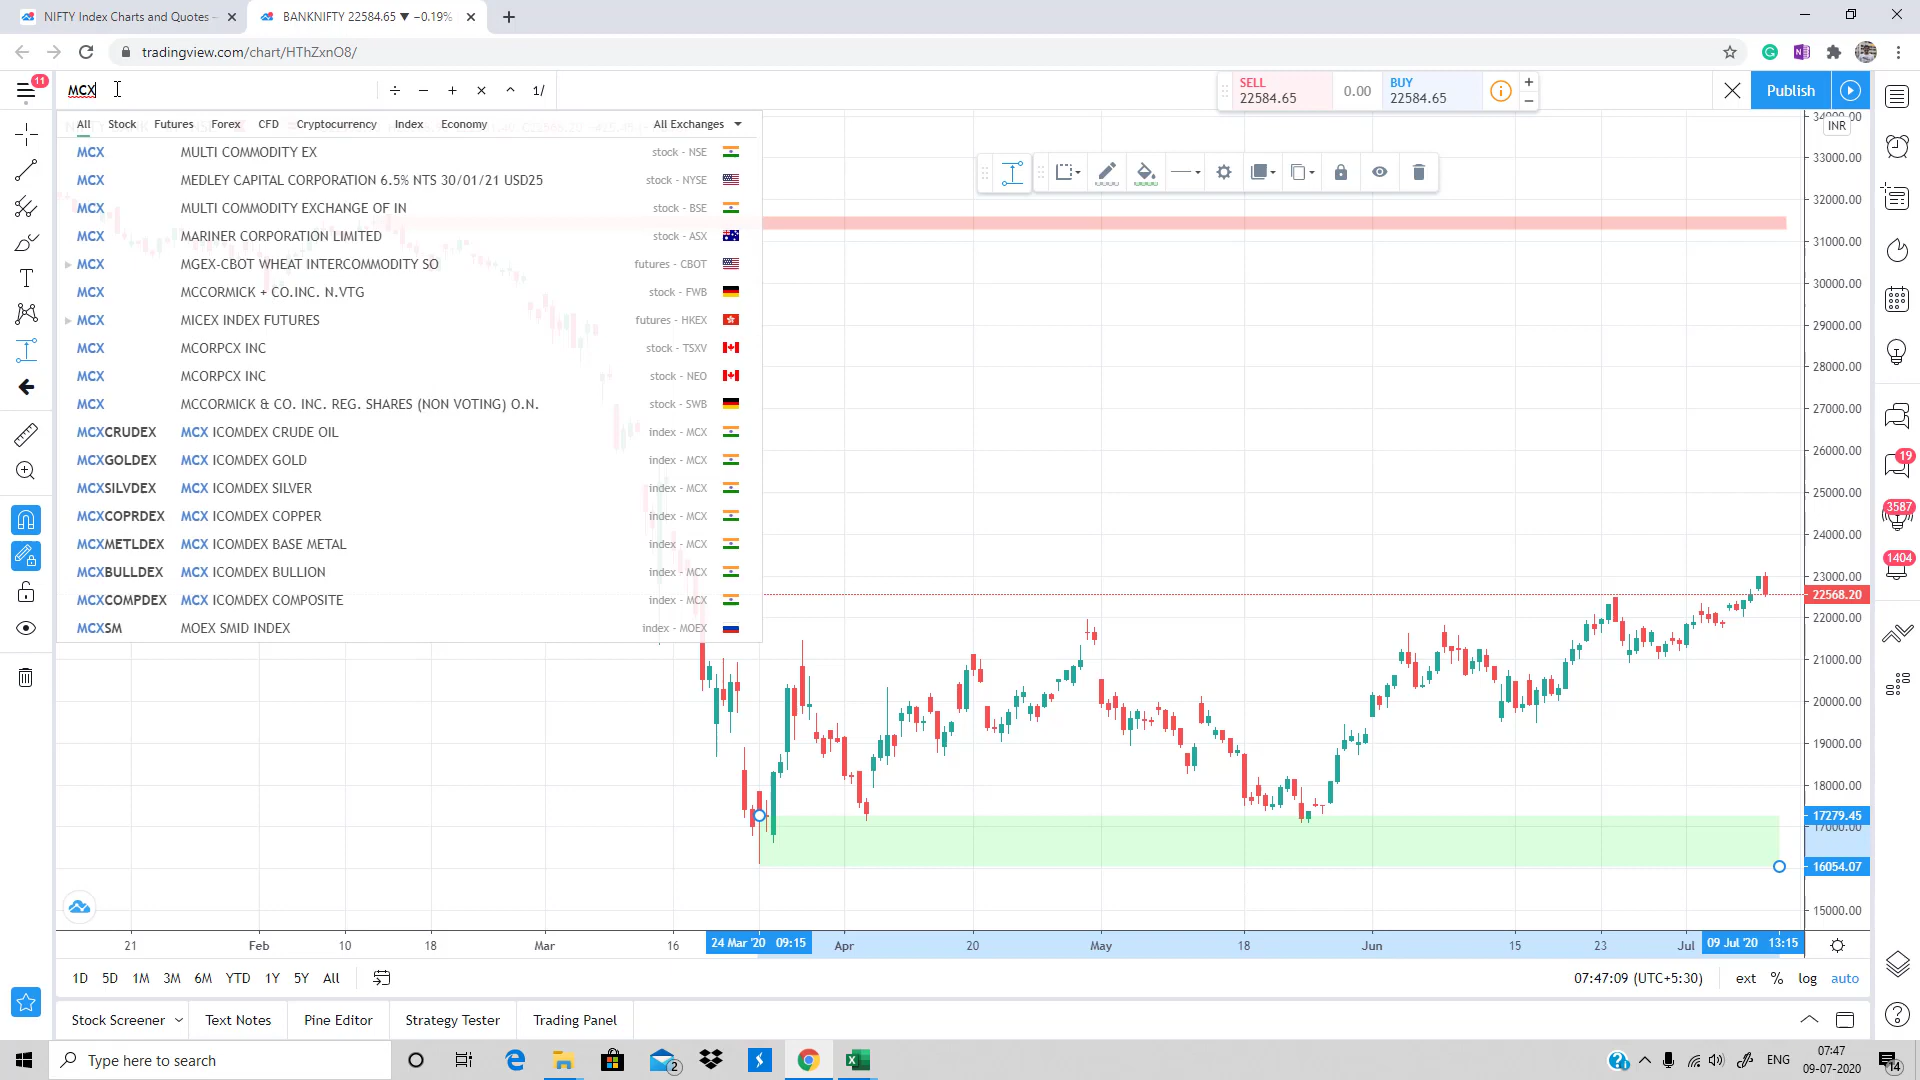 NIFTY Index Charts and Quotes –
BANKNIFTY 22584.65 ▼ −0.19%
tradingview.com/chart/HThZxnO8/
11
MCX
÷ − + × ^ 1/
SELL
22584.65
0.00
BUY
22584.65
Publish
All Stock Futures Forex CFD Cryptocurrency Index Economy All Exchanges
MCX MULTI COMMODITY EX stock - NSE
MCX MEDLEY CAPITAL CORPORATION 6.5% NTS 30/01/21 USD25 stock - NYSE
MCX MULTI COMMODITY EXCHANGE OF IN stock - BSE
MCX MARINER CORPORATION LIMITED stock - ASX
MCX MGEX-CBOT WHEAT INTERCOMMODITY SO futures - CBOT
MCX MCCORMICK + CO.INC. N.VTG stock - FWB
MCX MICEX INDEX FUTURES futures - HKEX
MCX MCORPCX INC stock - TSXV
MCX MCORPCX INC stock - NEO
MCX MCCORMICK & CO. INC. REG. SHARES (NON VOTING) O.N. stock - SWB
MCXCRUDEX MCX ICOMDEX CRUDE OIL index - MCX
MCXGOLDEX MCX ICOMDEX GOLD index - MCX
MCXSILVDEX MCX ICOMDEX SILVER index - MCX
MCXCOPRDEX MCX ICOMDEX COPPER index - MCX
MCXMETLDEX MCX ICOMDEX BASE METAL index - MCX
MCXBULLDEX MCX ICOMDEX BULLION index - MCX
MCXCOMPDEX MCX ICOMDEX COMPOSITE index - MCX
MCXSM MOEX SMID INDEX index - MOEX
34000.00
INR
33000.00
32000.00
31000.00
30000.00
29000.00
28000.00
27000.00
26000.00
25000.00
24000.00
23000.00
22568.20
22000.00
21000.00
20000.00
19000.00
18000.00
17279.45
17000.00
16054.07
15000.00
19
3587
1404
21 Feb 10 18 Mar 16 24 Mar '20 09:15 Apr 20 May 18 Jun 15 23 Jul 09 Jul '20 13:15
1D 5D 1M 3M 6M YTD 1Y 5Y All
07:47:09 (UTC+5:30) ext % log auto
Stock Screener Text Notes Pine Editor Strategy Tester Trading Panel
Type here to search
2
ENG
07:47
09-07-2020
14